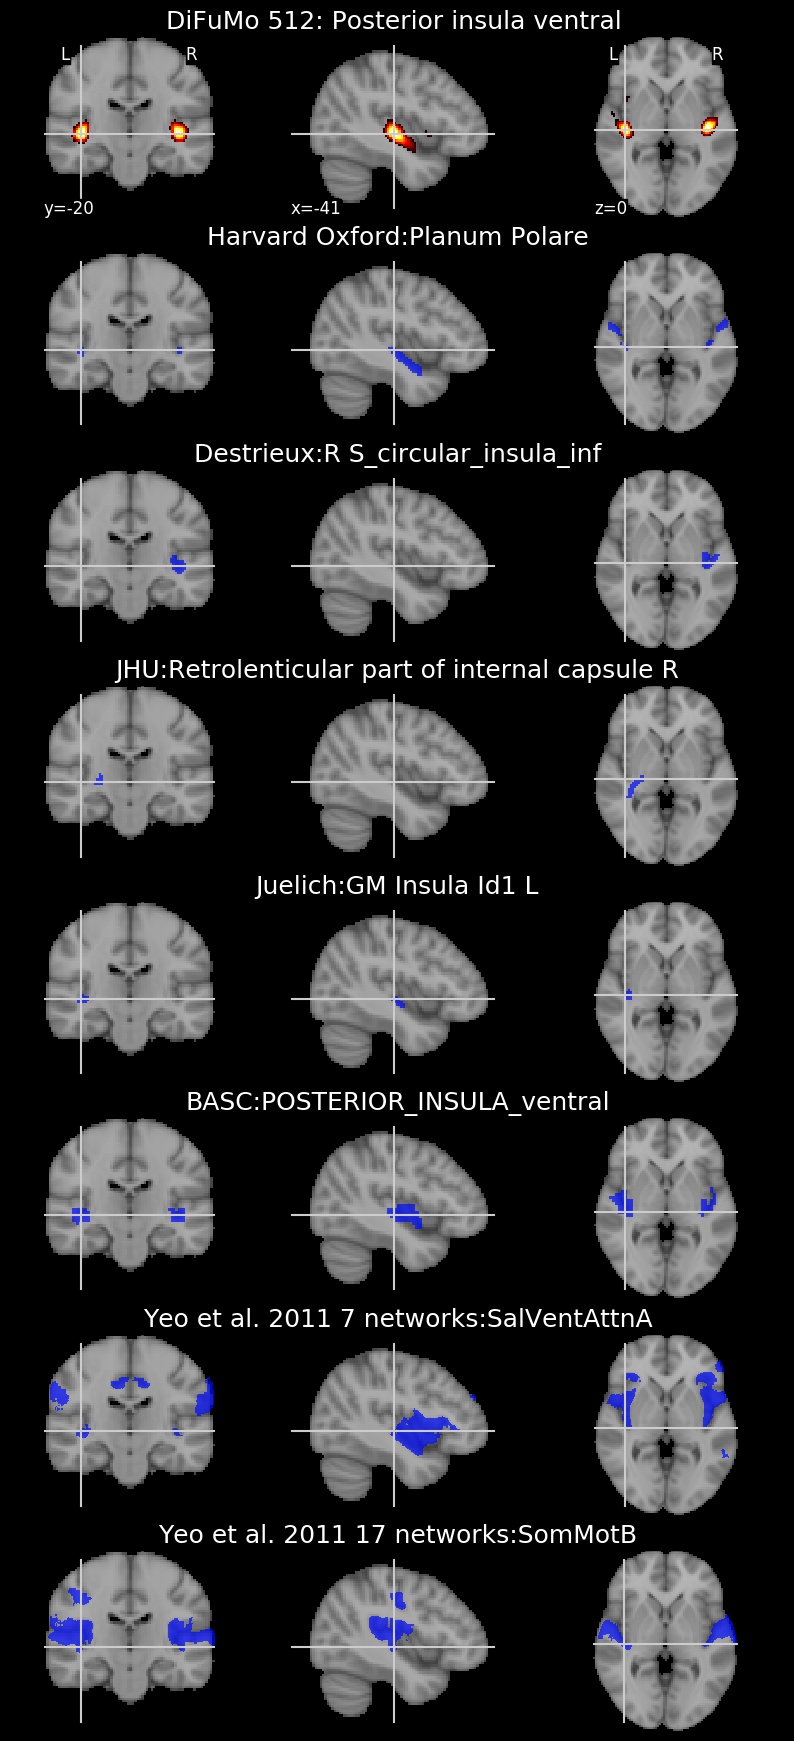 DiFuMo 512: Posterior insula ventral
L R L R
y=-20 x=-41 z=0
Harvard Oxford:Planum Polare
Destrieux:R S_circular_insula_inf
JHU:Retrolenticular part of internal capsule R
Juelich:GM Insula Id1 L
BASC:POSTERIOR_INSULA_ventral
Yeo et al. 2011 7 networks:SalVentAttnA
Yeo et al. 2011 17 networks:SomMotB